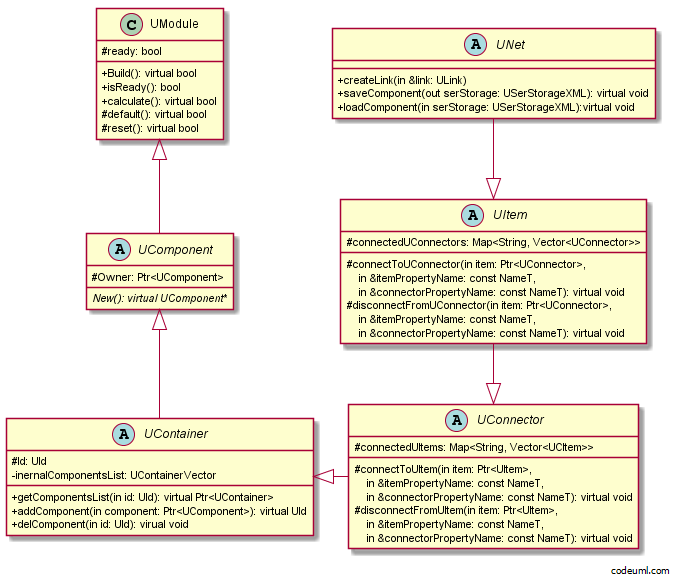 C UModule
#ready: bool
+Build(): virtual bool
+isReady(): bool
+calculate(): virtual bool
#default(): virtual bool
#reset(): virtual bool
A UNet
+createLink(in &link: ULink)
+saveComponent(out serStorage: USerStorageXML): virtual void
+loadComponent(in serStorage: USerStorageXML):virtual void
A UComponent
#Owner: Ptr<UComponent>
New(): virtual UComponent*
A UItem
#connectedUConnectors: Map<String, Vector<UConnector>>
#connectToUConnector(in item: Ptr<UConnector>,
in &itemPropertyName: const NameT,
in &connectorPropertyName: const NameT): virtual void
#disconnectFromUConnector(in item: Ptr<UConnector>,
in &itemPropertyName: const NameT,
in &connectorPropertyName: const NameT): virtual void
A UContainer
#Id: UId
-inernalComponentsList: UContainerVector
+getComponentsList(in id: UId): virtual Ptr<UContainer>
+addComponent(in component: Ptr<UComponent>): virtual UId
+delComponent(in id: UId): virual void
A UConnector
#connectedUItems: Map<String, Vector<UCItem>>
#connectToUItem(in item: Ptr<UItem>,
in &itemPropertyName: const NameT,
in &connectorPropertyName: const NameT): virtual void
#disconnectFromUItem(in item: Ptr<UItem>,
in &itemPropertyName: const NameT,
in &connectorPropertyName: const NameT): virtual void
codeuml.com